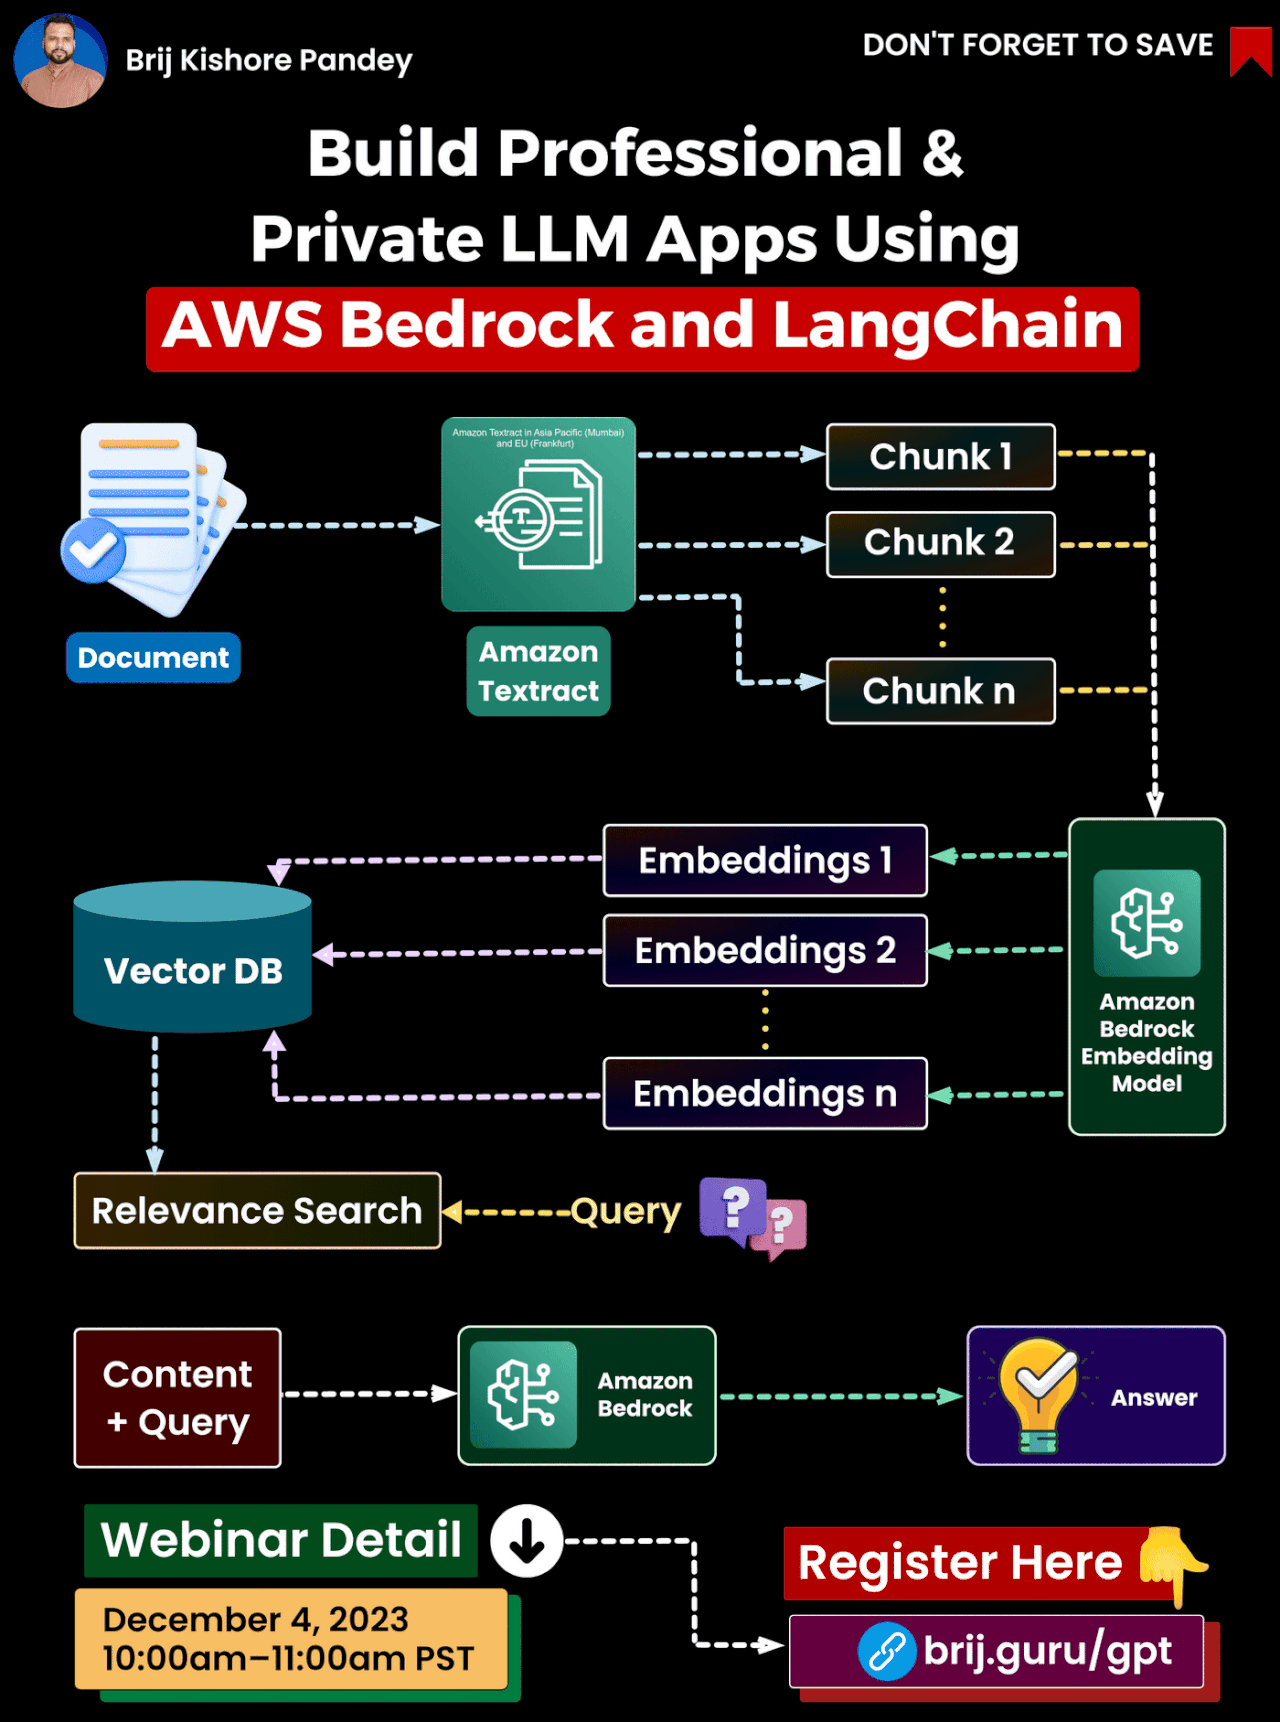 Brij Kishore Pandey
DON'T FORGET TO SAVE
Build Professional &
Private LLM Apps Using
AWS Bedrock and LangChain
Amazon Textract in Asia Pacific (Mumbai)
and EU (Frankfurt)
T
Document
Amazon
Textract
Chunk 1
Chunk 2
Chunk n
Embeddings 1
Embeddings 2
Embeddings n
Vector DB
Amazon
Bedrock
Embedding
Model
Relevance Search
Query
? ?
Content
+ Query
Amazon
Bedrock
Answer
Webinar Detail
December 4, 2023
10:00am–11:00am PST
Register Here
brij.guru/gpt